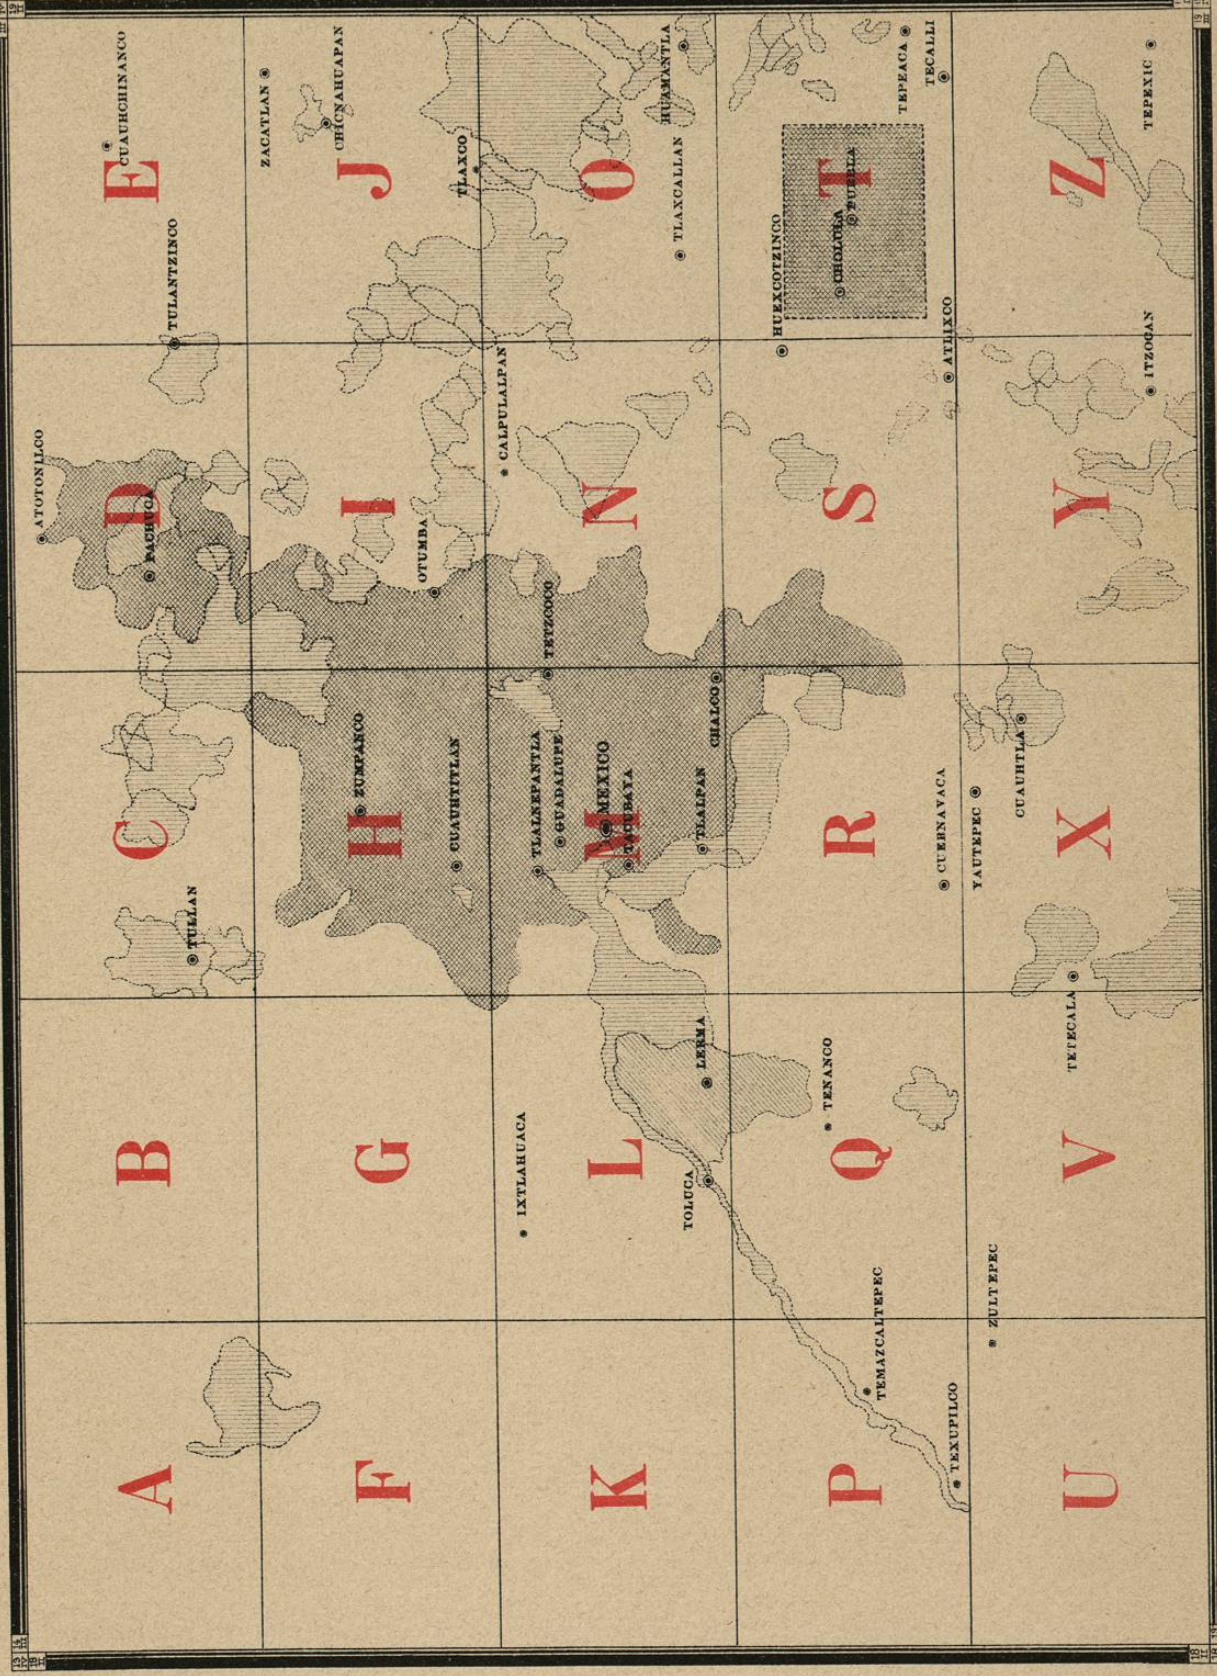 A
B
C
D
E
F
G
H
I
J
K
L
M
N
O
P
Q
R
S
T
U
V
X
Y
Z
ATOTONILCO
PACHUCA
TULANTZINCO
CUAUHCHINANCO
TULLAN
ZACATLAN
CHICNAHUAPAN
ZUMPANCO
CUAUHTITLAN
OTUMBA
TLAXCO
CALPULALPAN
IXTLAHUACA
TLALNEPANTLA
GUADALUPE
MEXICO
TACUBAYA
TLALPAN
TETZCOCO
CHALCO
LERMA
TOLUCA
TLAXCALLAN
HUAMANTLA
TENANCO
TEMAZCALTEPEC
TEXUPILCO
HUEXCOTZINCO
CHOLULA
PUEBLA
TEPEACA
TECALLI
ATLIXCO
CUERNAVACA
YAUTEPEC
CUAUHTLA
ZULTEPEC
TETECALA
ITZOCAN
TEPEXIC